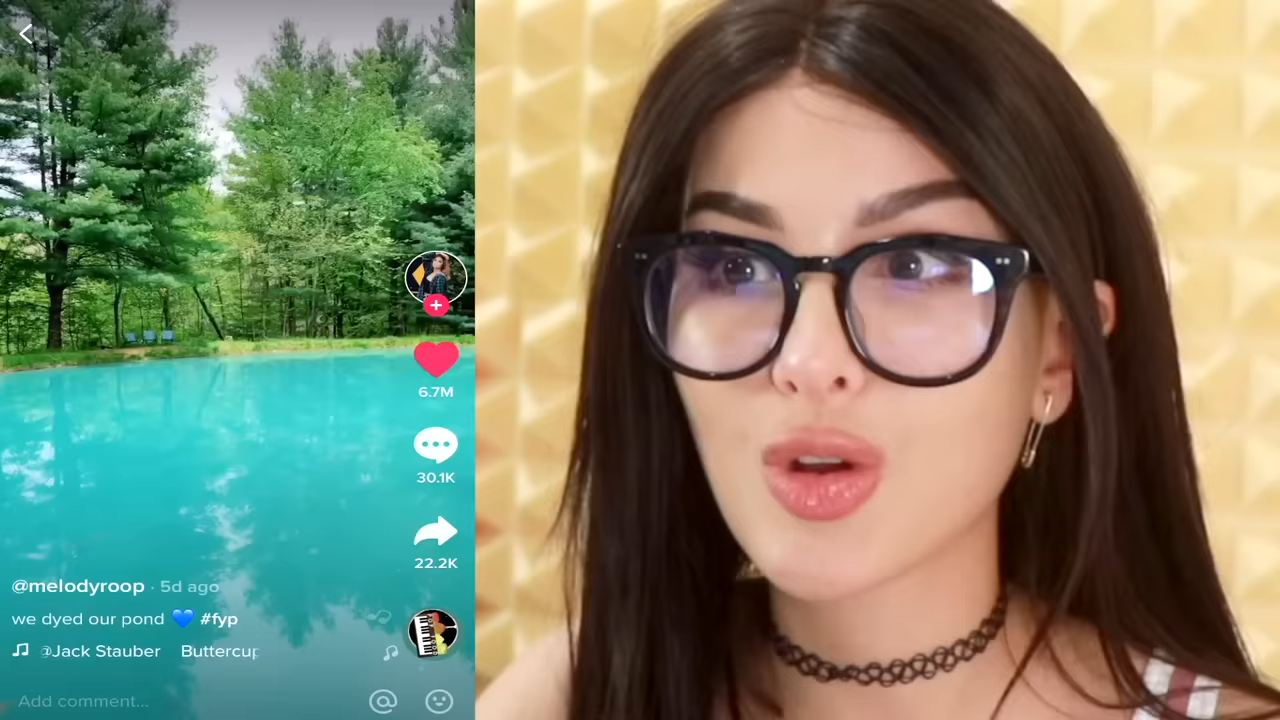 6.7M
30.1K
22.2K
@melodyroop · 5d ago
we dyed our pond 💙 #fyp
@Jack Stauber Buttercup
Add comment...